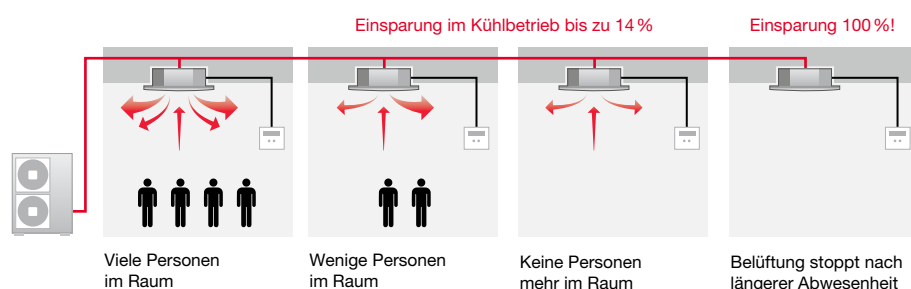 Einsparung im Kühlbetrieb bis zu 14 %
Einsparung 100 %!
Viele Personen
im Raum
Wenige Personen
im Raum
Keine Personen
mehr im Raum
Belüftung stoppt nach
längerer Abwesenheit